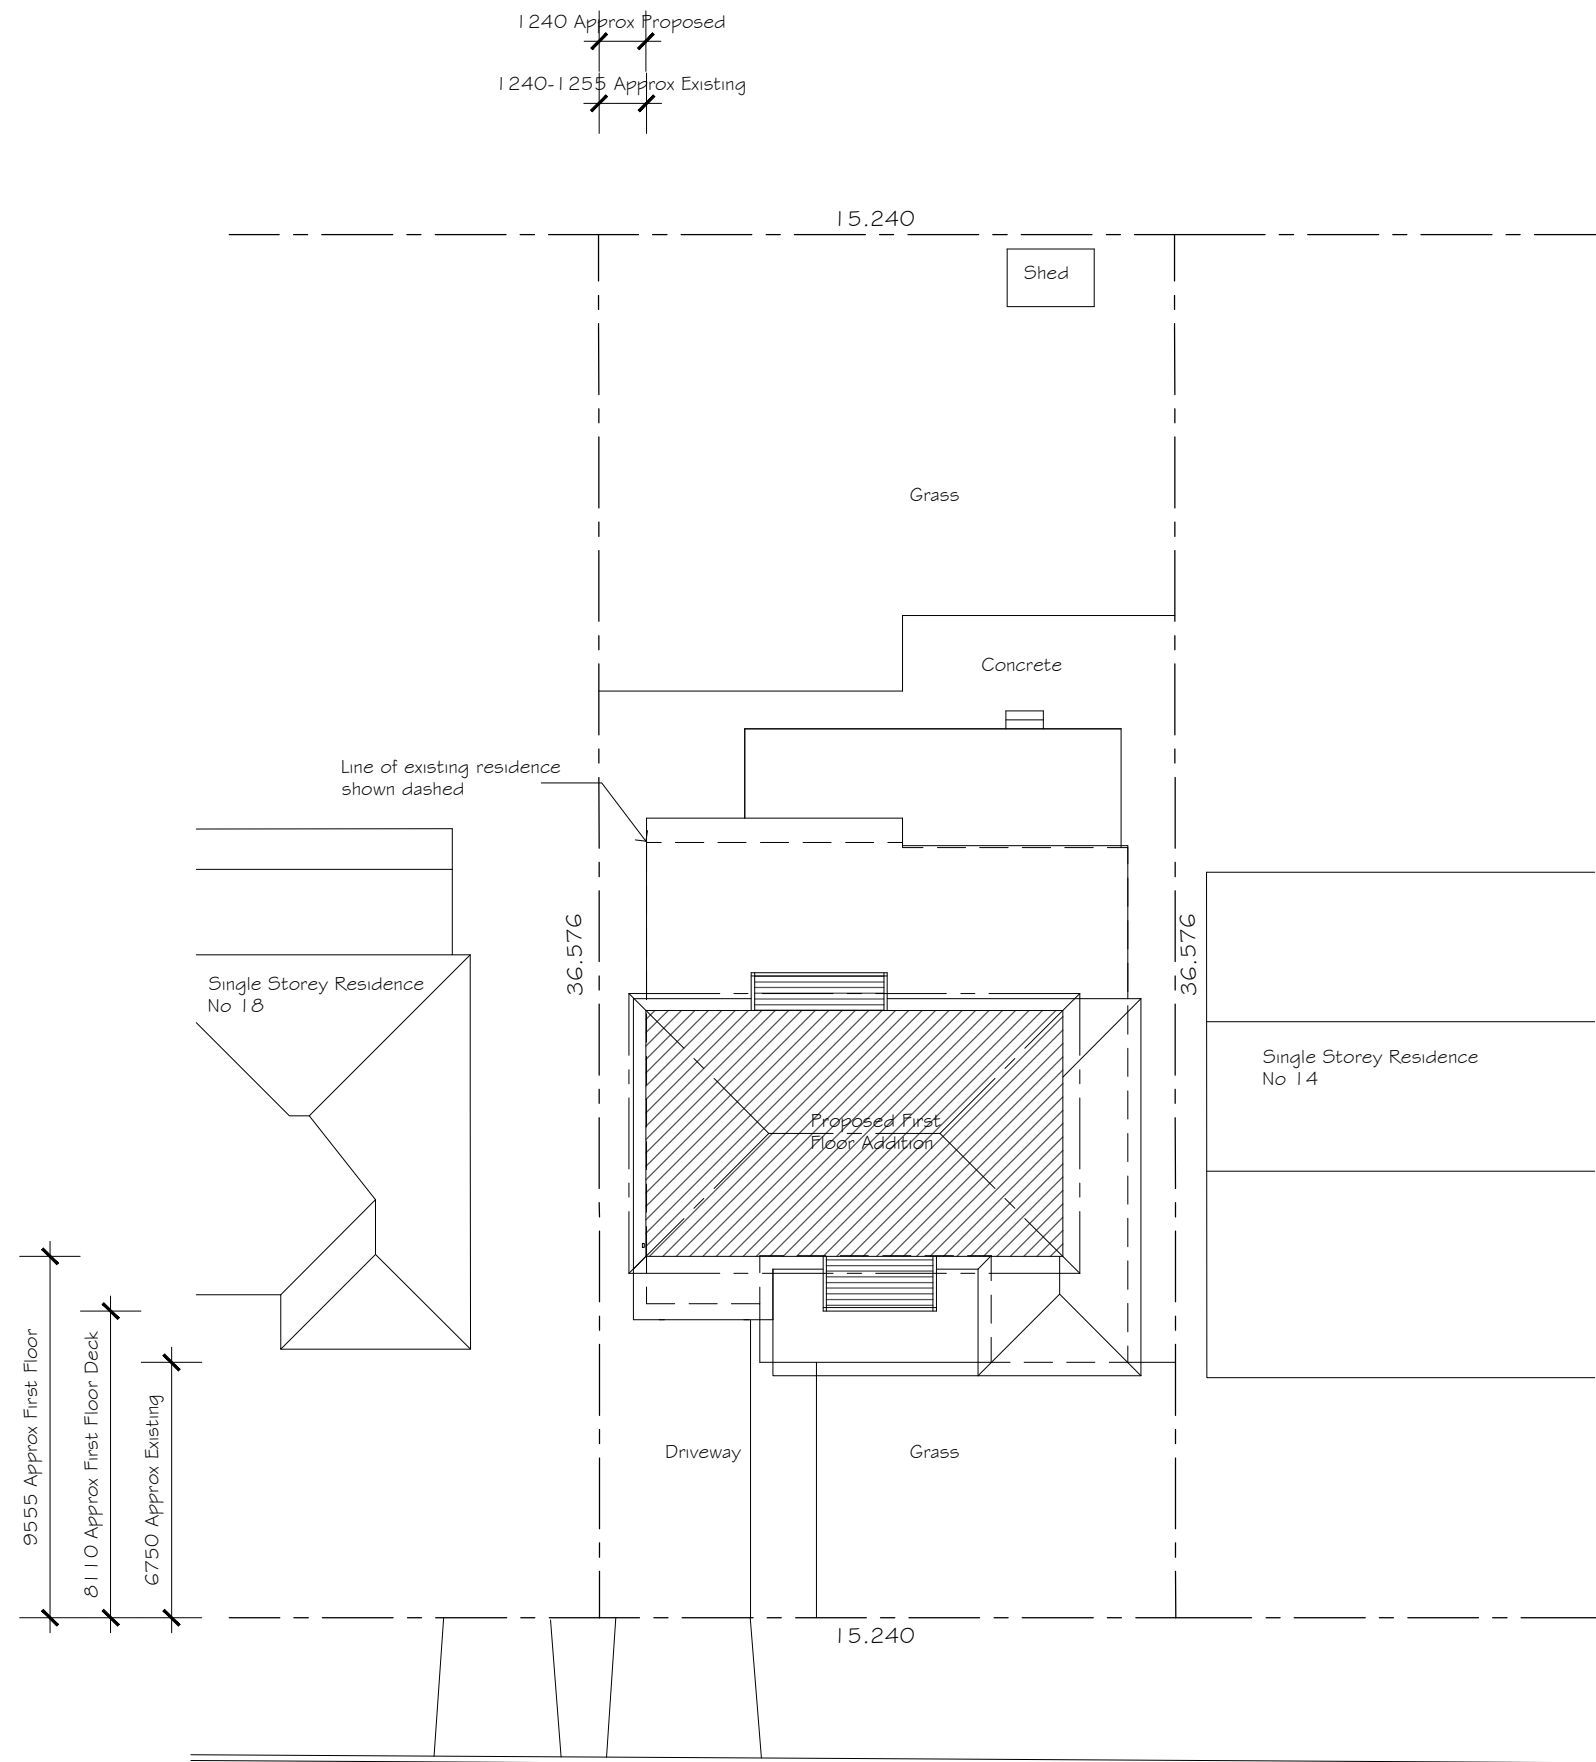 1240 Approx Proposed
1240-1255 Approx Existing
15.240
Shed
Grass
Concrete
Line of existing residence
shown dashed
36.576
36.576
Single Storey Residence
No 18
Single Storey Residence
No 14
Proposed First
Floor Addition
9555 Approx First Floor
8110 Approx First Floor Deck
6750 Approx Existing
Driveway
Grass
15.240